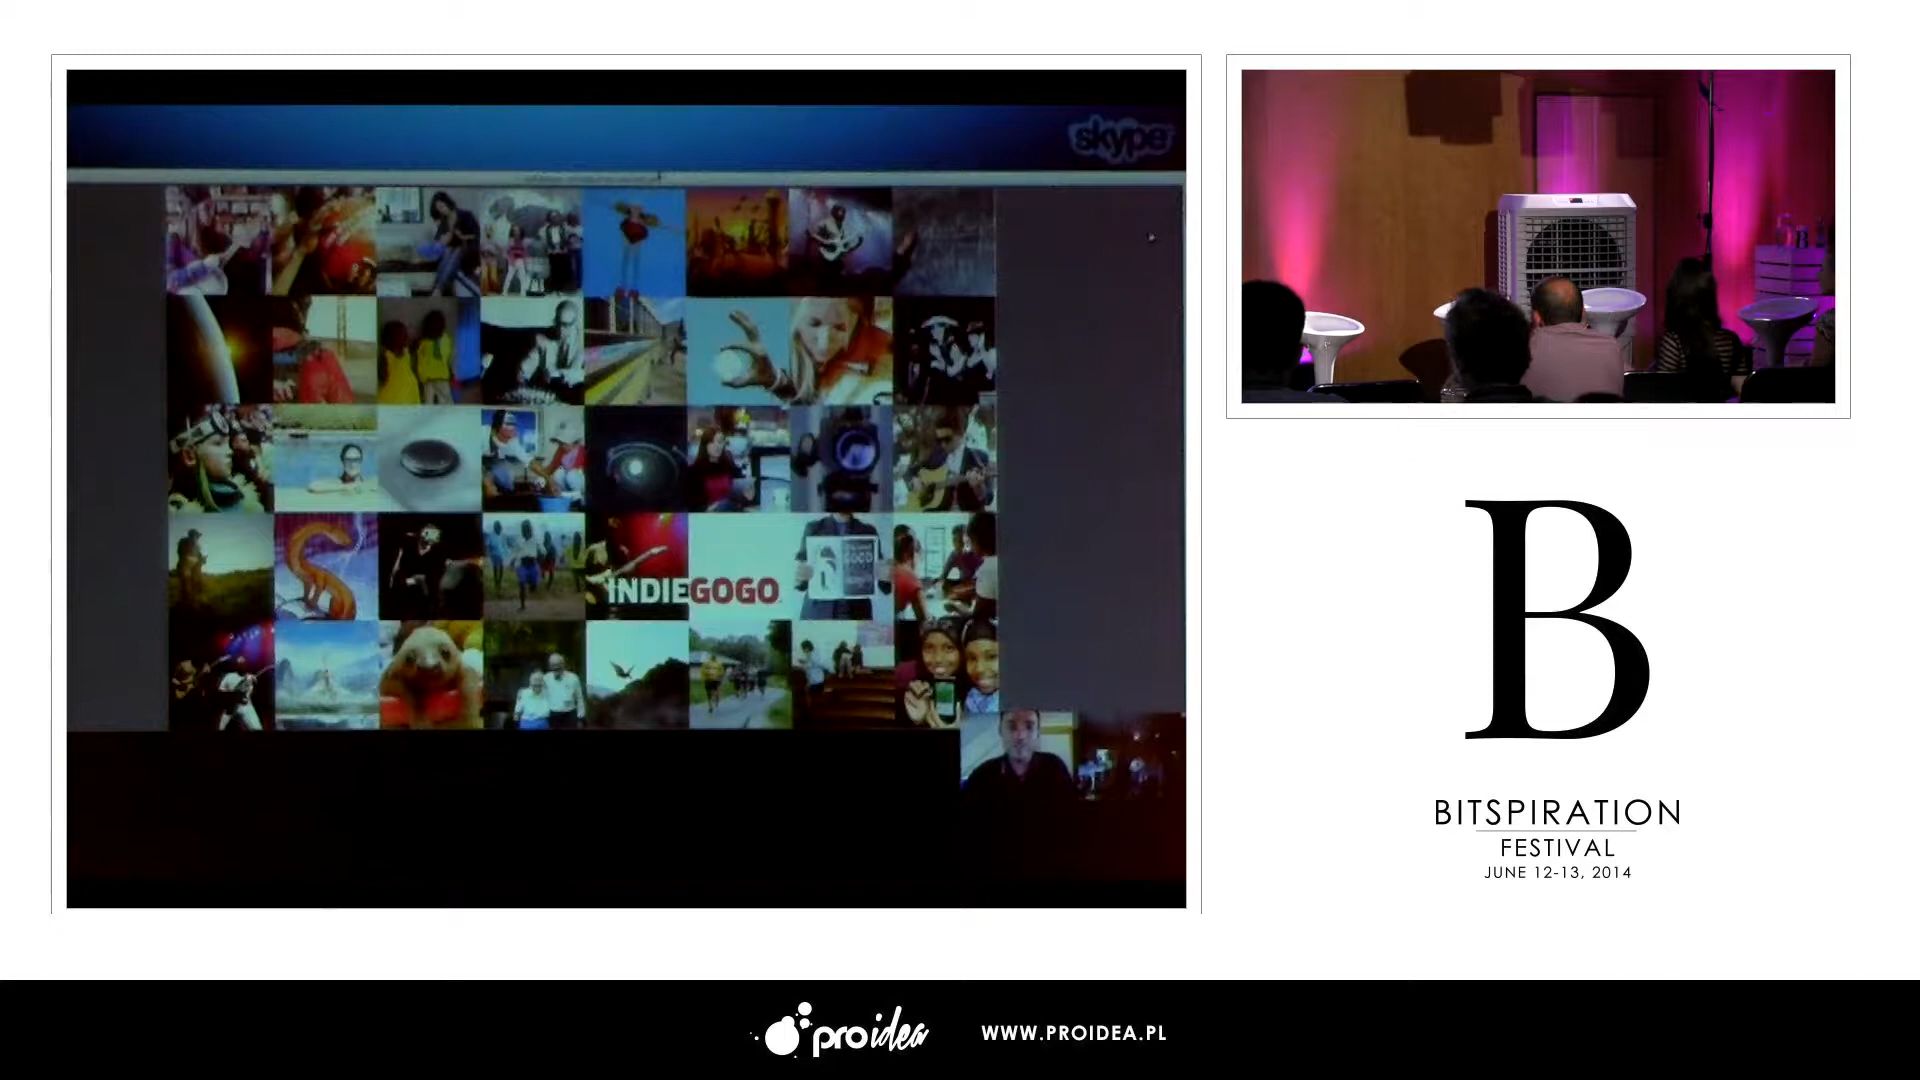 skype
INDIEGOGO
B
B
BITSPIRATION
FESTIVAL
JUNE 12-13, 2014
proidea
WWW.PROIDEA.PL